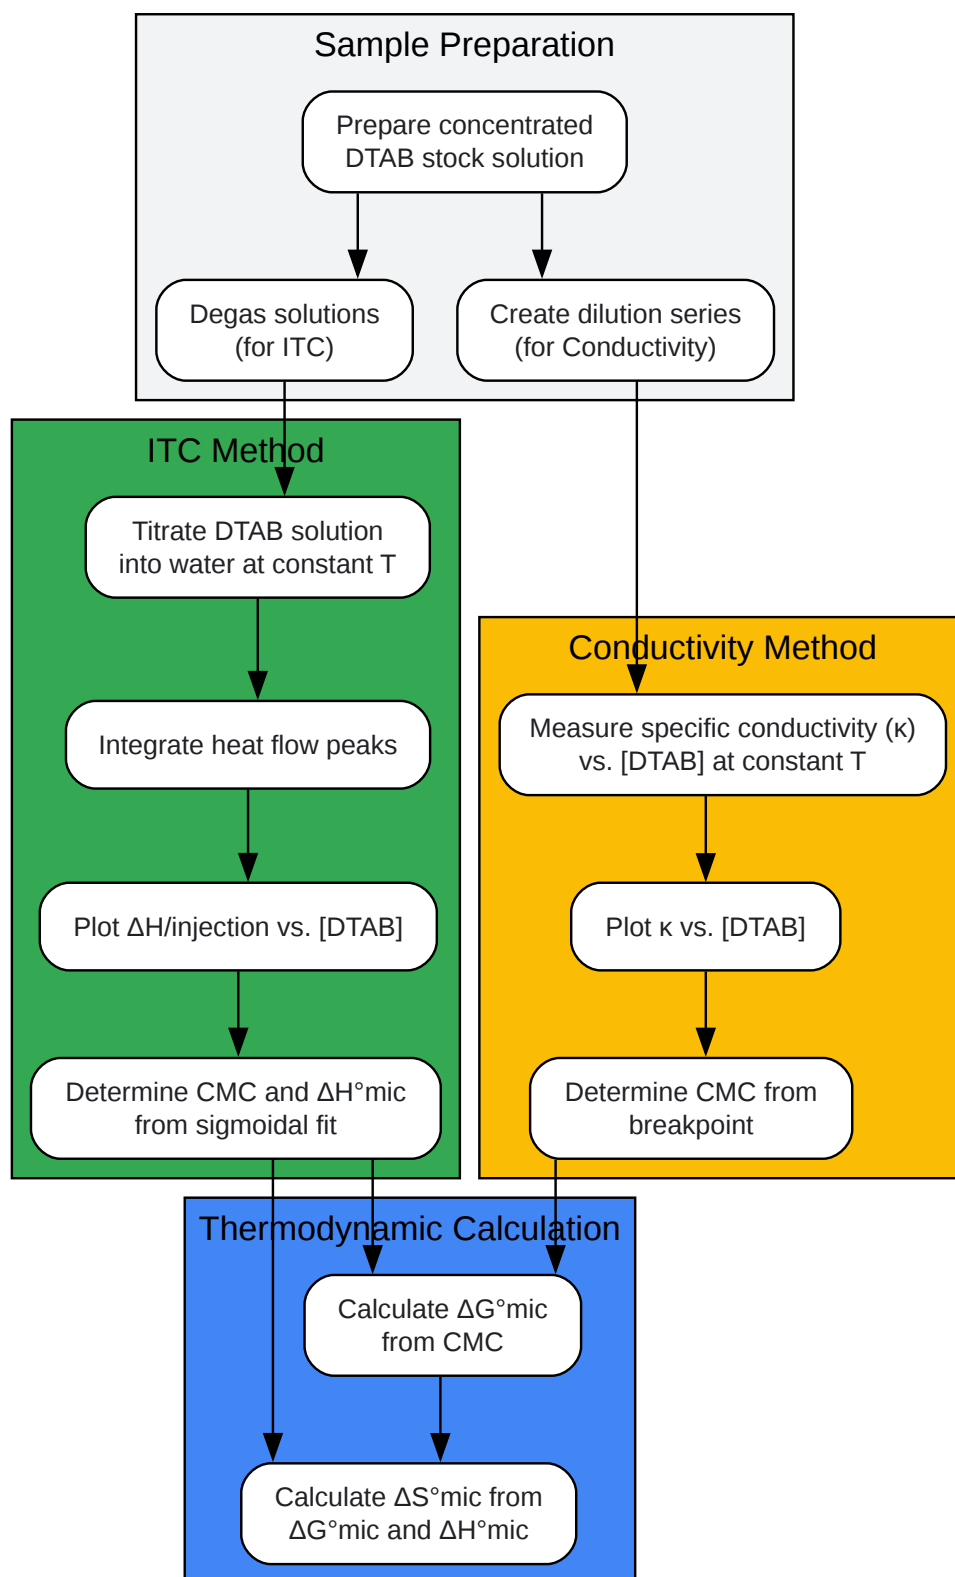 Sample Preparation
Prepare concentrated
DTAB stock solution
Degas solutions
(for ITC)
Create dilution series
(for Conductivity)
ITC Method
Titrate DTAB solution
into water at constant T
Integrate heat flow peaks
Plot ΔH/injection vs. [DTAB]
Determine CMC and ΔH°mic
from sigmoidal fit
Conductivity Method
Measure specific conductivity (κ)
vs. [DTAB] at constant T
Plot κ vs. [DTAB]
Determine CMC from
breakpoint
Thermodynamic Calculation
Calculate ΔG°mic
from CMC
Calculate ΔS°mic from
ΔG°mic and ΔH°mic